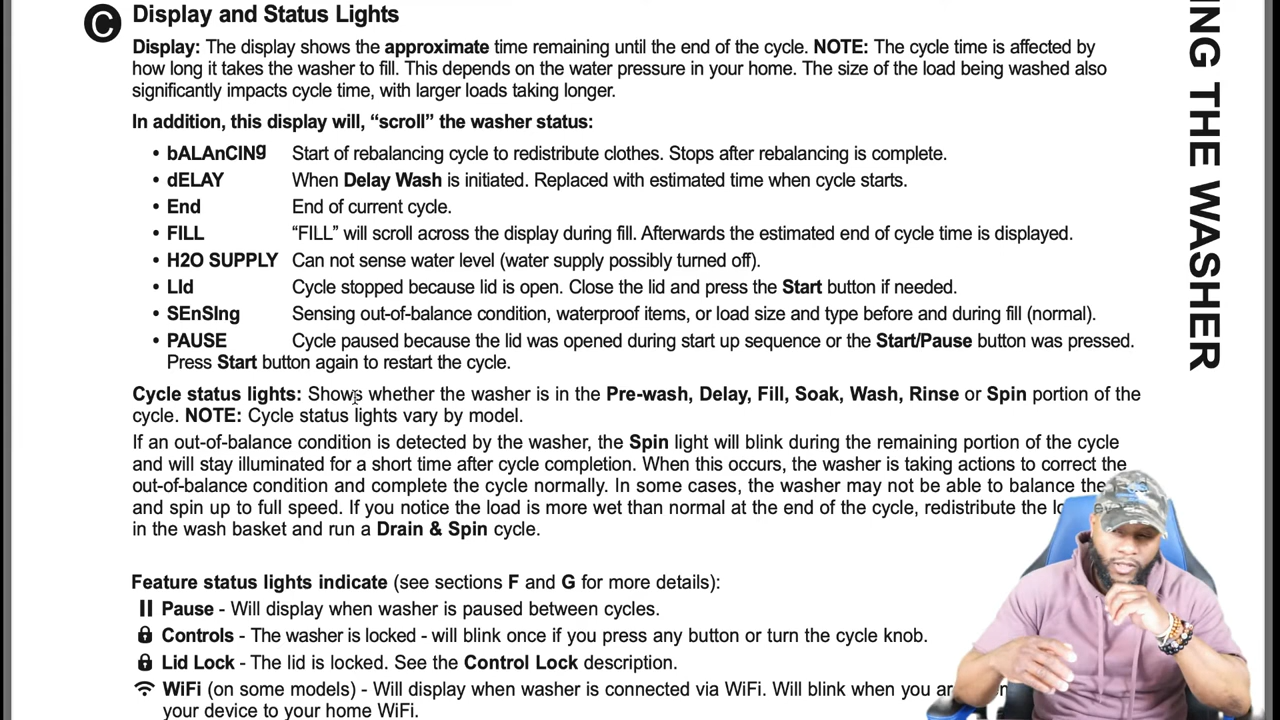 C Display and Status Lights
Display: The display shows the approximate time remaining until the end of the cycle. NOTE: The cycle time is affected by
how long it takes the washer to fill. This depends on the water pressure in your home. The size of the load being washed also
significantly impacts cycle time, with larger loads taking longer.
In addition, this display will, “scroll” the washer status:
• bALAnCINg Start of rebalancing cycle to redistribute clothes. Stops after rebalancing is complete.
• dELAY When Delay Wash is initiated. Replaced with estimated time when cycle starts.
• End End of current cycle.
• FILL “FILL” will scroll across the display during fill. Afterwards the estimated end of cycle time is displayed.
• H2O SUPPLY Can not sense water level (water supply possibly turned off).
• LId Cycle stopped because lid is open. Close the lid and press the Start button if needed.
• SEnSIng Sensing out-of-balance condition, waterproof items, or load size and type before and during fill (normal).
• PAUSE Cycle paused because the lid was opened during start up sequence or the Start/Pause button was pressed.
Press Start button again to restart the cycle.
Cycle status lights: Shows whether the washer is in the Pre-wash, Delay, Fill, Soak, Wash, Rinse or Spin portion of the
cycle. NOTE: Cycle status lights vary by model.
If an out-of-balance condition is detected by the washer, the Spin light will blink during the remaining portion of the cycle
and will stay illuminated for a short time after cycle completion. When this occurs, the washer is taking actions to correct the
out-of-balance condition and complete the cycle normally. In some cases, the washer may not be able to balance the
and spin up to full speed. If you notice the load is more wet than normal at the end of the cycle, redistribute the
in the wash basket and run a Drain & Spin cycle.
Feature status lights indicate (see sections F and G for more details):
Pause - Will display when washer is paused between cycles.
Controls - The washer is locked - will blink once if you press any button or turn the cycle knob.
Lid Lock - The lid is locked. See the Control Lock description.
WiFi (on some models) - Will display when washer is connected via WiFi. Will blink when you
your device to your home WiFi.
THE WASHER